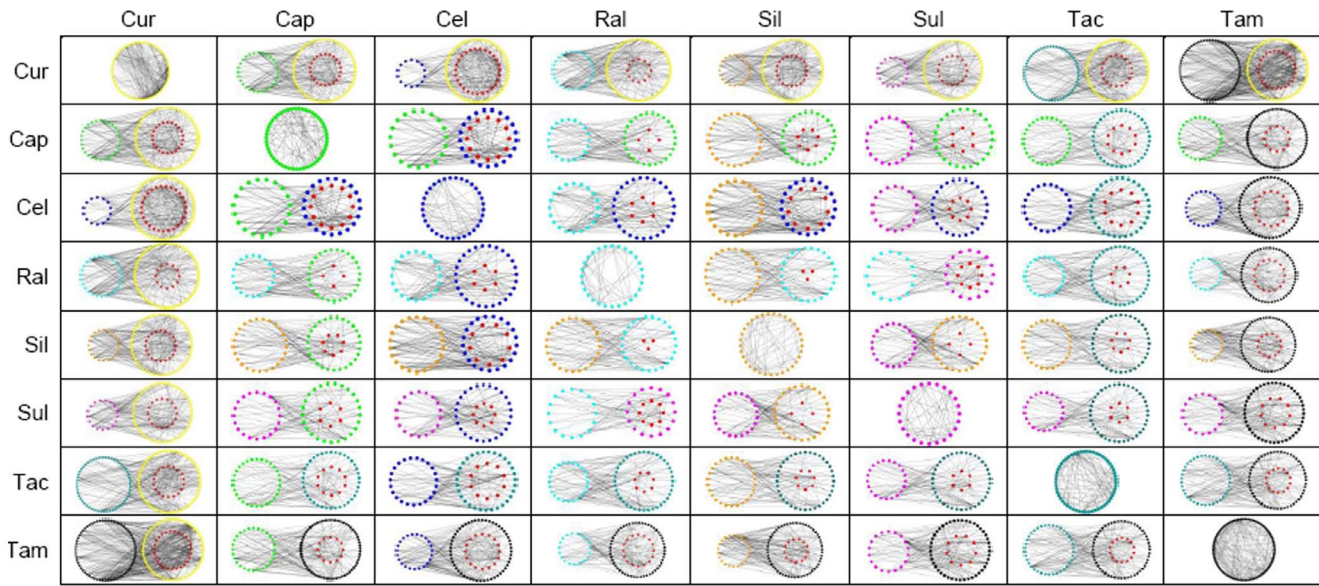 Cur Cap Cel Ral Sil Sul Tac Tam
Cur
Cap
Cel
Ral
Sil
Sul
Tac
Tam